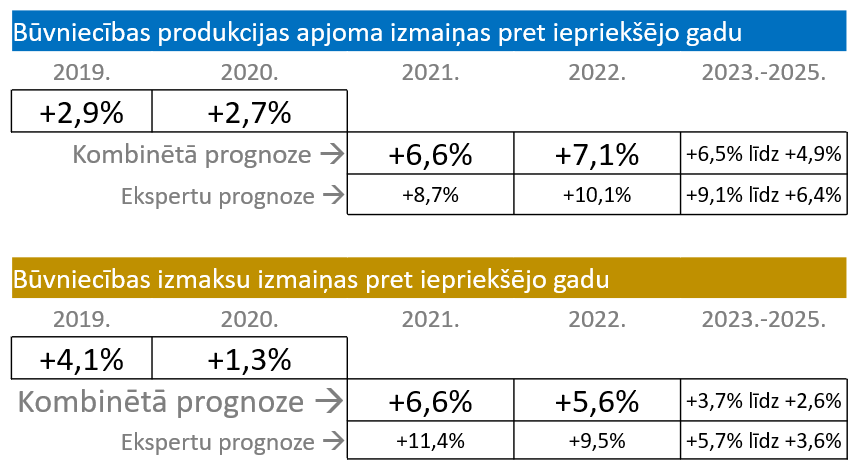 Būvniecības produkcijas apjoma izmaiņas pret iepriekšējo gadu
2019. 2020. 2021. 2022. 2023.-2025.
+2,9% +2,7%
Kombinētā prognoze → +6,6% +7,1% +6,5% līdz +4,9%
Ekspertu prognoze → +8,7% +10,1% +9,1% līdz +6,4%
Būvniecības izmaksu izmaiņas pret iepriekšējo gadu
2019. 2020. 2021. 2022. 2023.-2025.
+4,1% +1,3%
Kombinētā prognoze → +6,6% +5,6% +3,7% līdz +2,6%
Ekspertu prognoze → +11,4% +9,5% +5,7% līdz +3,6%